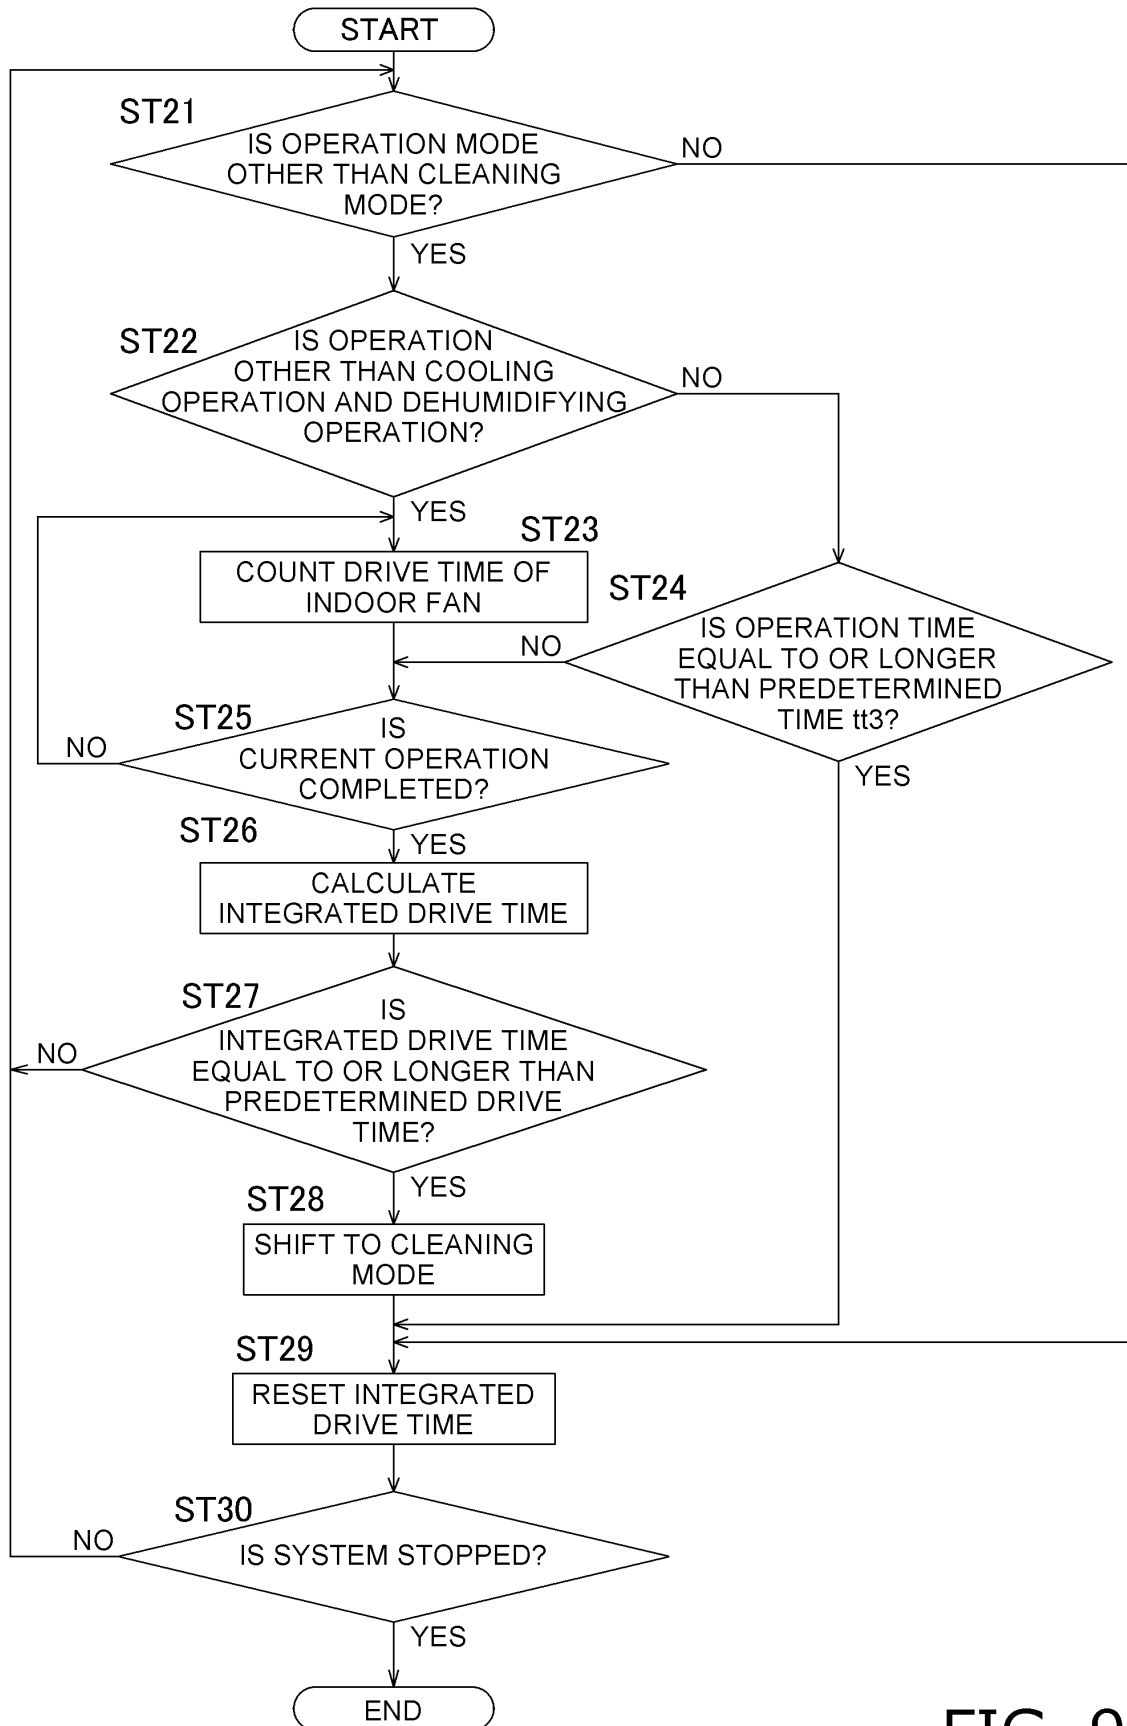 START
ST21
IS OPERATION MODE
OTHER THAN CLEANING
MODE?
NO
YES
ST22
IS OPERATION
OTHER THAN COOLING
OPERATION AND DEHUMIDIFYING
OPERATION?
NO
YES
ST23
COUNT DRIVE TIME OF
INDOOR FAN
ST24
IS OPERATION TIME
EQUAL TO OR LONGER
THAN PREDETERMINED
TIME tt3?
NO
YES
ST25
IS
CURRENT OPERATION
COMPLETED?
NO
YES
ST26
CALCULATE
INTEGRATED DRIVE TIME
ST27
IS
INTEGRATED DRIVE TIME
EQUAL TO OR LONGER THAN
PREDETERMINED DRIVE
TIME?
NO
YES
ST28
SHIFT TO CLEANING
MODE
ST29
RESET INTEGRATED
DRIVE TIME
ST30
IS SYSTEM STOPPED?
NO
YES
END
FIG. 9